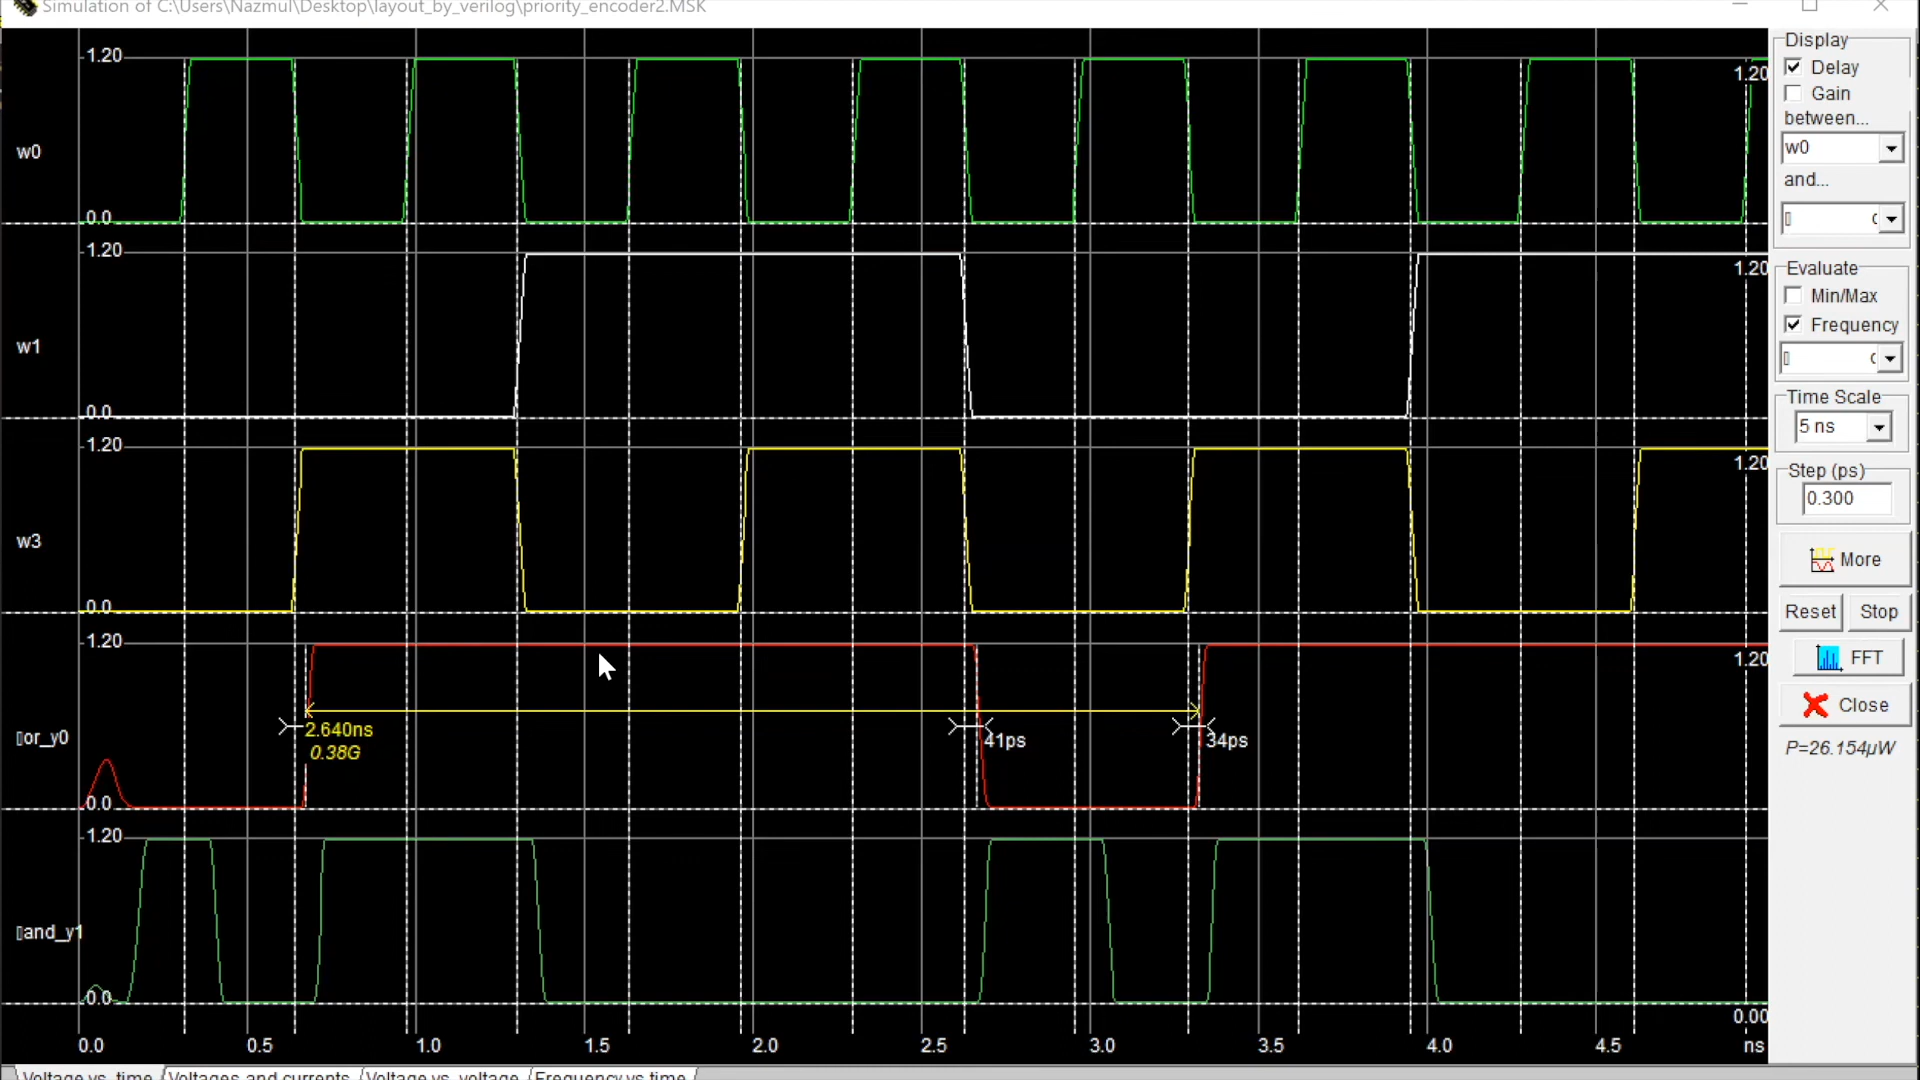 Simulation of C:\Users\Nazmul\Desktop\layout_by_verilog\priority_encoder2.MSK
1.20
1.20
w0
0.0
1.20
1.20
w1
0.0
1.20
1.20
w3
0.0
1.20
1.20
or_y0
2.640ns
0.38G
41ps
34ps
0.0
1.20
and_y1
0.0
0.00
0.0 0.5 1.0 1.5 2.0 2.5 3.0 3.5 4.0 4.5 ns
Voltage vs. time Voltages and currents Voltage vs. voltage Frequency vs time
Display
Delay
Gain
between...
w0
and...
Evaluate
Min/Max
Frequency
Time Scale
5 ns
Step (ps)
0.300
More
Reset Stop
FFT
Close
P=26.154µW